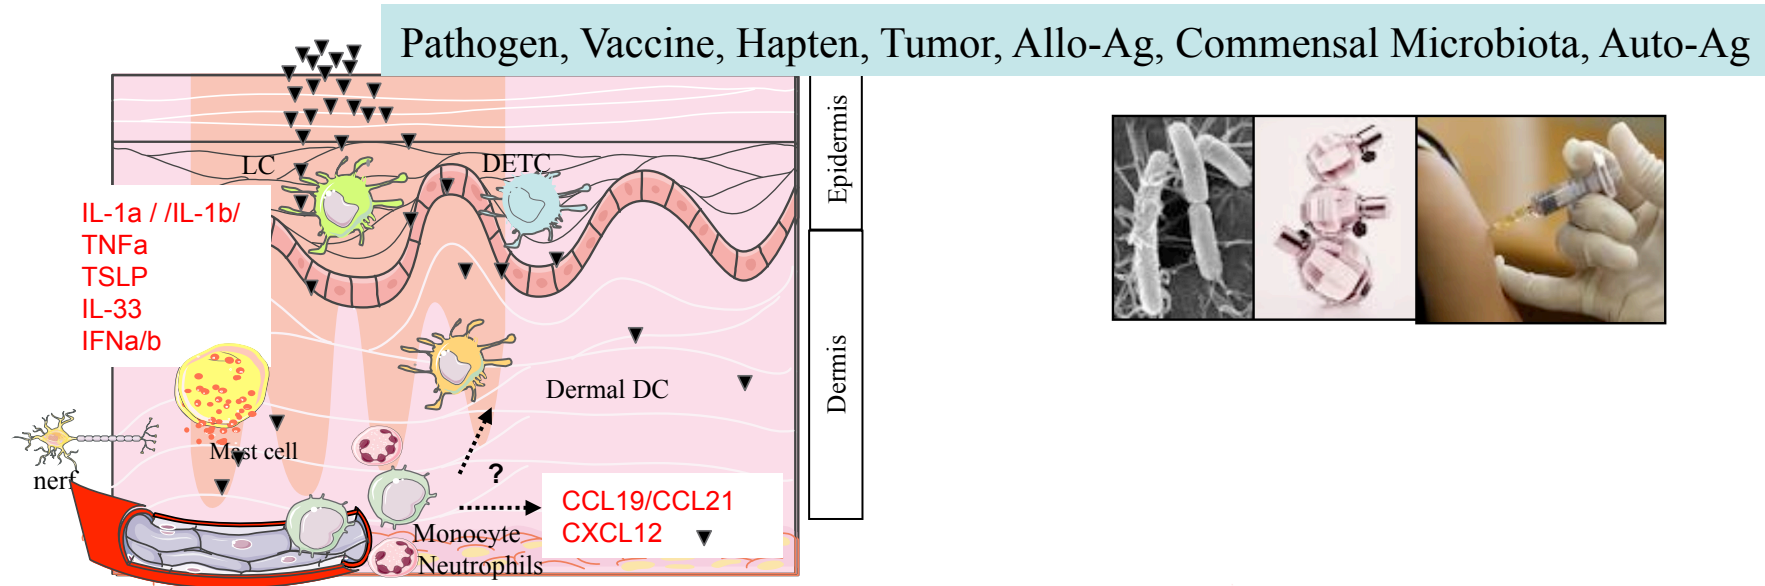 Pathogen, Vaccine, Hapten, Tumor, Allo-Ag, Commensal Microbiota, Auto-Ag
LC
DETC
Epidermis
IL-1a / /IL-1b/
TNFa
TSLP
IL-33
IFNa/b
Dermal DC
Dermis
Mast cell
nerf
?
CCL19/CCL21
CXCL12
Monocyte
Neutrophils